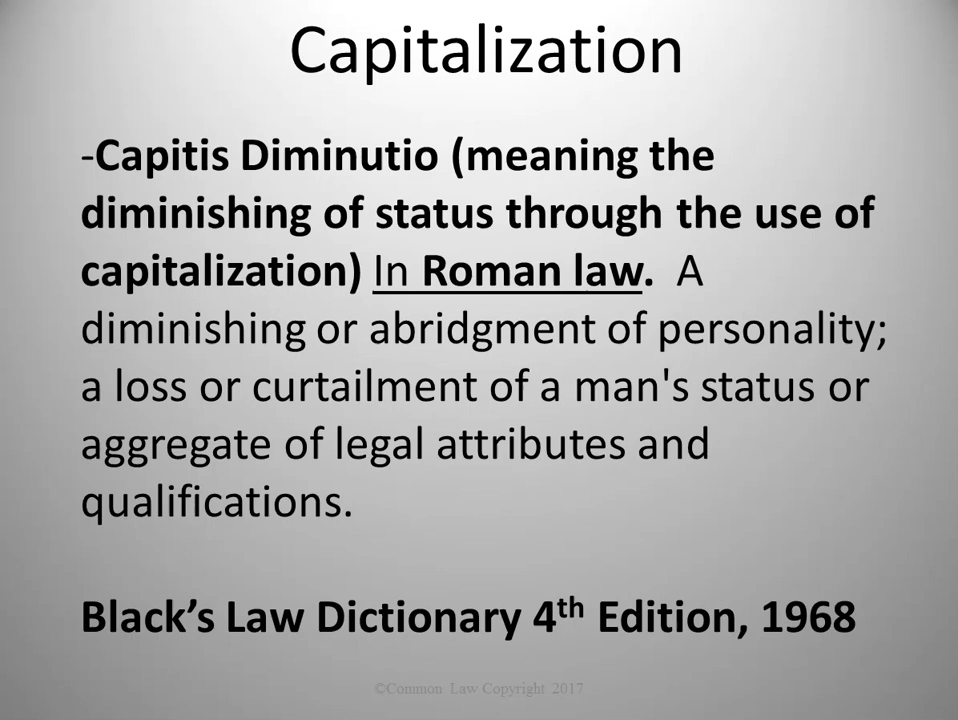 Capitalization
-Capitis Diminutio (meaning the
diminishing of status through the use of
capitalization) In Roman law. A
diminishing or abridgment of personality;
a loss or curtailment of a man's status or
aggregate of legal attributes and
qualifications.
Black’s Law Dictionary 4th Edition, 1968
©Common Law Copyright 2017